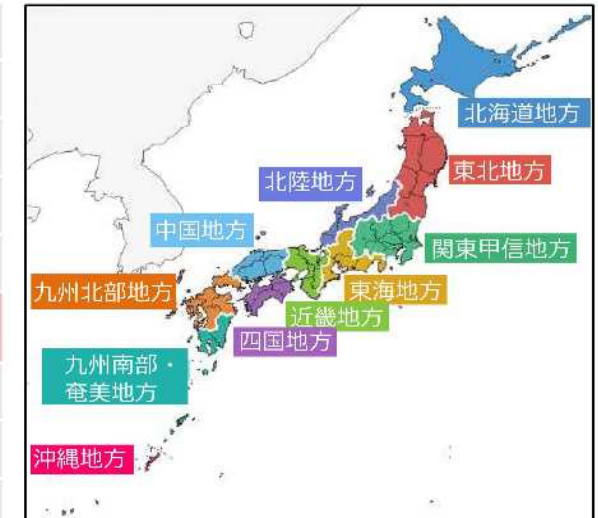 北海道地方
東北地方
北陸地方
中国地方
関東甲信地方
九州北部地方
東海地方
近畿地方
四国地方
九州南部・
奄美地方
沖縄地方